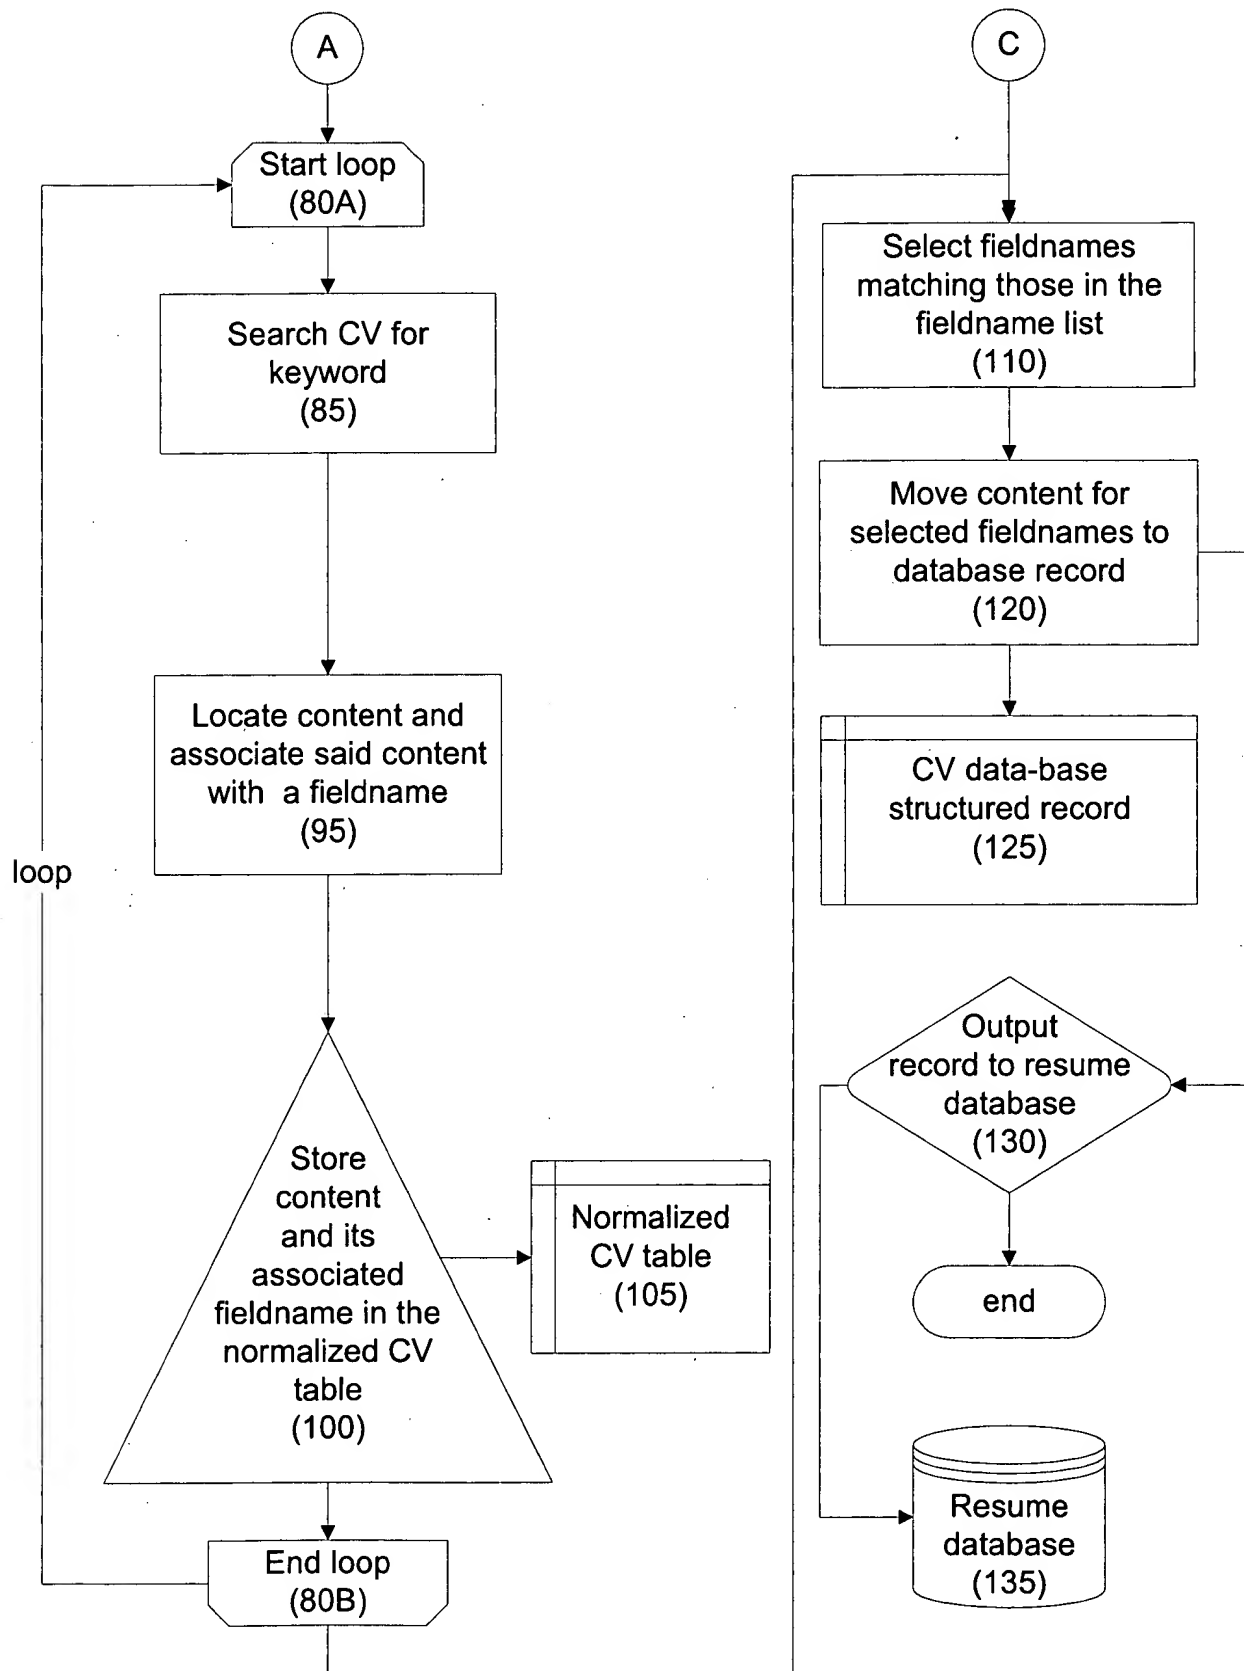 A
Start loop
(80A)
Search CV for
keyword
(85)
Locate content and
associate said content
with a fieldname
(95)
loop
Store
content
and its
associated
fieldname in the
normalized CV
table
(100)
Normalized
CV table
(105)
End loop
(80B)
C
Select fieldnames
matching those in the
fieldname list
(110)
Move content for
selected fieldnames to
database record
(120)
CV data-base
structured record
(125)
Output
record to resume
database
(130)
end
Resume
database
(135)